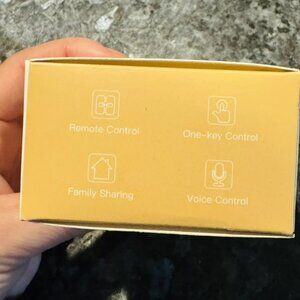 Remote Control
One-key Control
Family Sharing
Voice Control